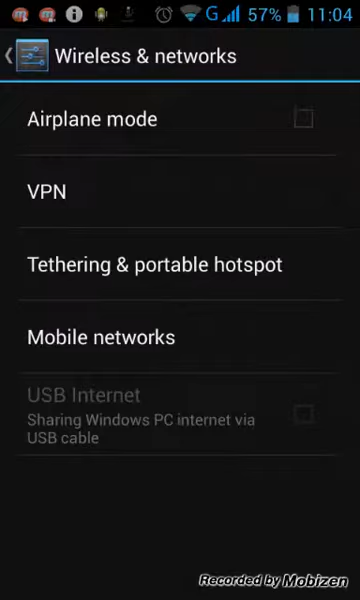 G 57% 11:04
Wireless & networks
Airplane mode
VPN
Tethering & portable hotspot
Mobile networks
USB Internet
Sharing Windows PC internet via
USB cable
Recorded by Mobizen